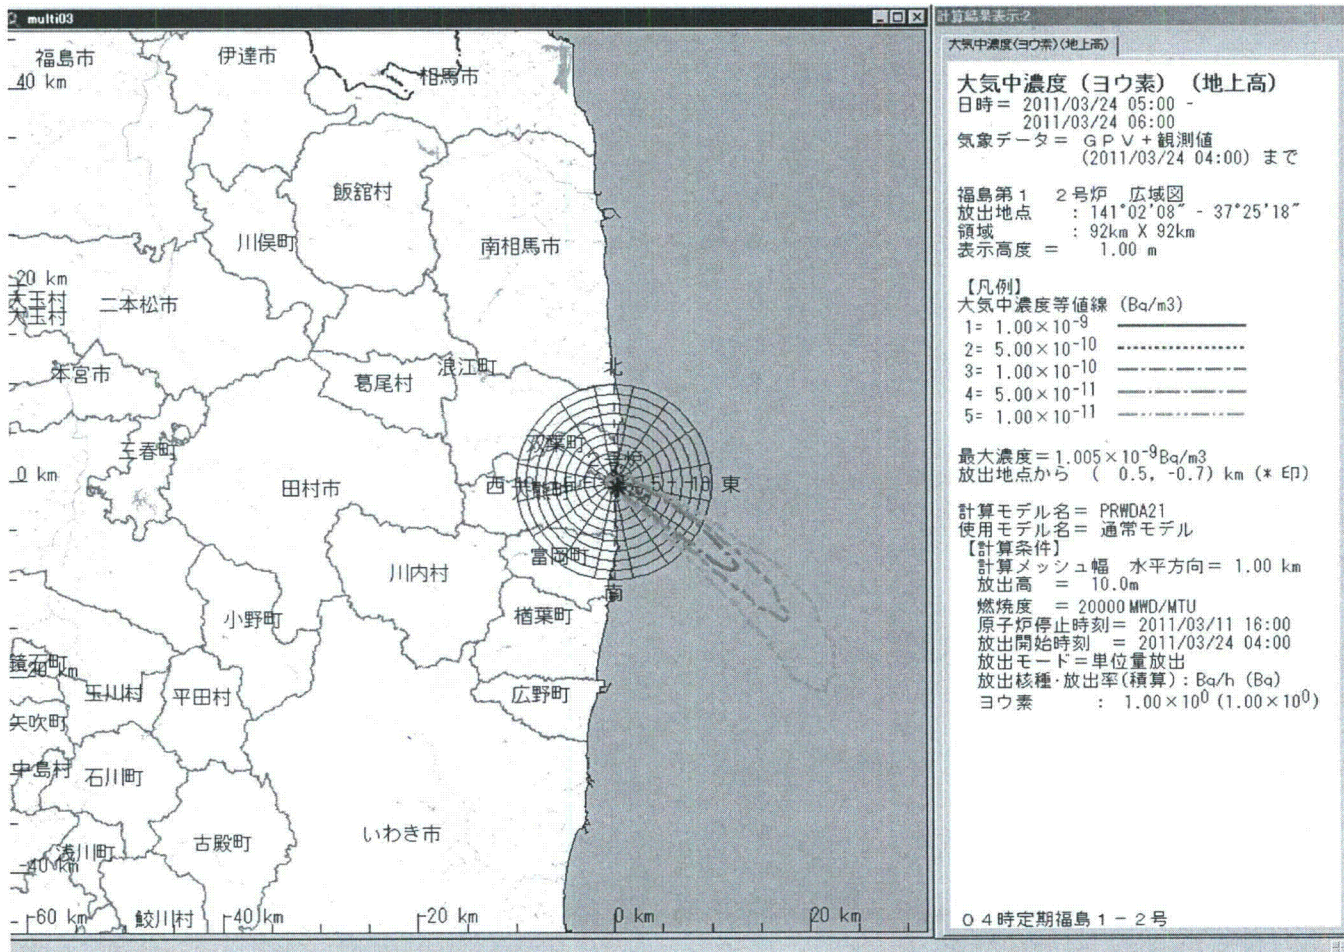 multi03
福島市
伊達市
相馬市
40 km
飯舘村
川俣町
南相馬市
20 km
大玉村
大玉村
二本松市
本宮市
浪江町
葛尾村
北
三春町
双葉町
0 km
田村市
西
大熊町
東
川内村
富岡町
南
小野町
楢葉町
鏡石町
-20 km
玉川村
平田村
広野町
矢吹町
中島村
石川町
いわき市
古殿町
浅川町
-40 km
-60 km
鮫川村
-40 km
-20 km
0 km
20 km
計算結果表示:2
大気中濃度(ヨウ素)(地上高)
大気中濃度(ヨウ素) (地上高)
日時= 2011/03/24 05:00 -
2011/03/24 06:00
気象データ= GPV+観測値
(2011/03/24 04:00) まで
福島第1 2号炉 広域図
放出地点 : 141°02'08" - 37°25'18"
領域 : 92km X 92km
表示高度 = 1.00 m
【凡例】
大気中濃度等値線 (Bq/m3)
1= 1.00×10⁻⁹
2= 5.00×10⁻¹⁰
3= 1.00×10⁻¹⁰
4= 5.00×10⁻¹¹
5= 1.00×10⁻¹¹
最大濃度=1.005×10⁻⁹Bq/m3
放出地点から ( 0.5, -0.7) km (* 印)
計算モデル名= PRWDA21
使用モデル名= 通常モデル
【計算条件】
計算メッシュ幅 水平方向= 1.00 km
放出高 = 10.0m
燃焼度 = 20000MWD/MTU
原子炉停止時刻= 2011/03/11 16:00
放出開始時刻 = 2011/03/24 04:00
放出モード=単位量放出
放出核種・放出率(積算):Bq/h (Bq)
ヨウ素 : 1.00×10⁰ (1.00×10⁰)
04時定期福島1-2号